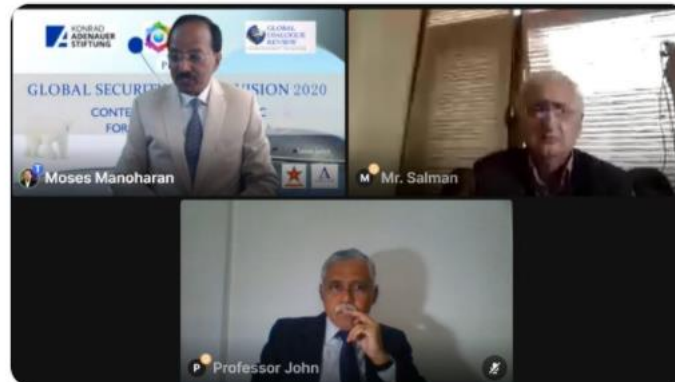 KONRAD
ADENAUER
STIFTUNG
GLOBAL
DIALOGUE
REVIEW
GLOBAL SECURITY
VISION 2020
CONTE
FOR
Moses Manoharan
M
Mr. Salman
P
Professor John